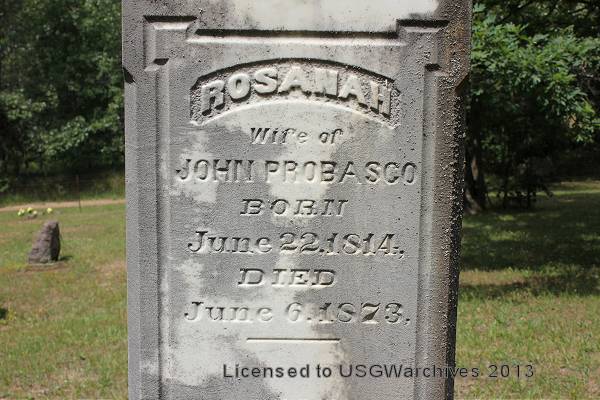 ROSANAH
Wife of
JOHN PROBASCO
BORN
June 22, 1814,
DIED
June 6, 1873.
Licensed to USGWarchives 2013